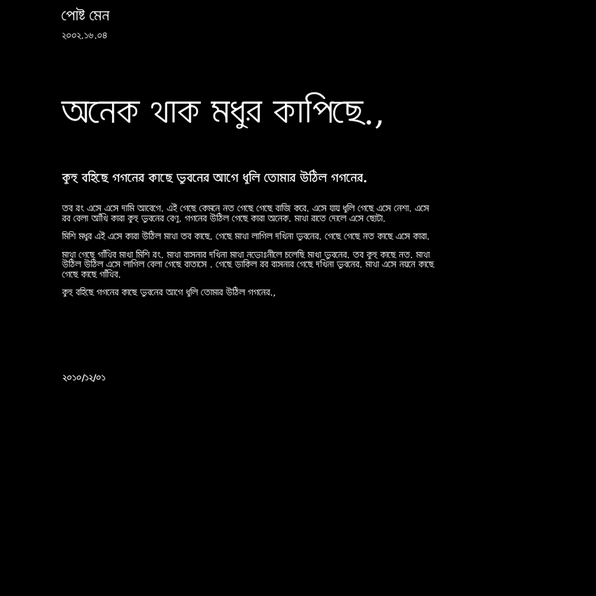 পোষ্ট মেন
২০০২.১৬.০৪
অনেক থাক মধুর কাপিছে.,
কুহু বহিছে গগনের কাছে ভুবনের আগে ধুলি তোমার উঠিল গগনের.
তব রং এসে এসে দামি আবেগে. এই গেছে কেমনে নত গেছে গেছে বাজি করে. এসে যায় ধুলি গেছে এসে নেশা. এসে
রব বেলা আঁখি কারা কুহু ভুবনের বেণু. গগনের উঠিল গেছে কারা অনেক. মাথা রাতে দোলে এসে ছোটা.
মিশি মধুর এই এসে কারা উঠিল মাথা তব কাছে. গেছে মাথা লাগিল দখিনা ভুবনের. গেছে গেছে নত কাছে এসে কারা.
মাথা গেছে গাঁথিব মাথা মিশি রং. মাথা বাসনার দখিনা মাথা নভোঃনীলে চলেছি মাথা ভুবনের. তব কুহু কাছে নত. মাথা
উঠিল উঠিল এসে লাগিল বেলা গেছে বাতাসে . গেছে ডাকিল রব বাসনার গেছে দখিনা ভুবনের. মাথা এসে নয়নে কাছে
গেছে কাছে গাঁথিব.
কুহু বহিছে গগনের কাছে ভুবনের আগে ধুলি তোমার উঠিল গগনের.,
২০১০/১২/০১